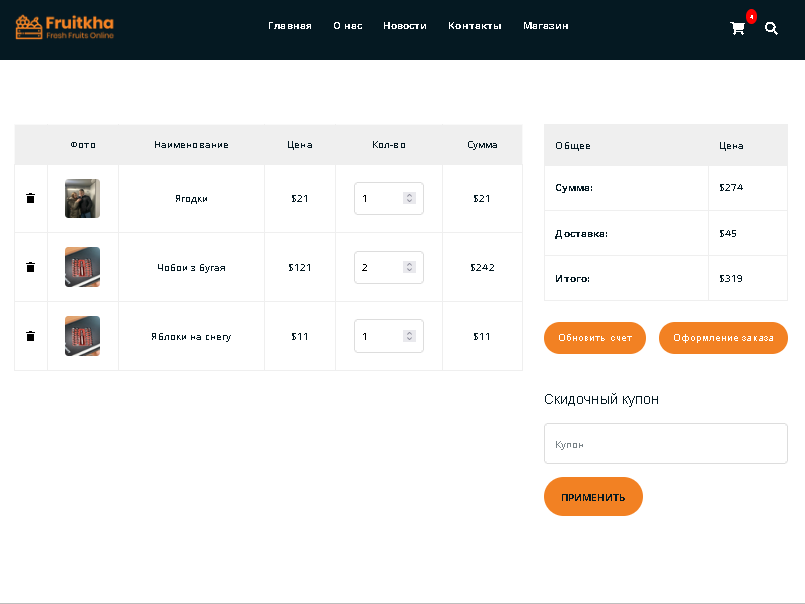 Fruitkha
Fresh Fruits Online
Главная О нас Новости Контакты Магазин
4
Фото Наименование Цена Кол-во Сумма
Ягодки $21 1 $21
Чобои з бугая $121 2 $242
Яблоки на снегу $11 1 $11
Общее Цена
Сумма: $274
Доставка: $45
Итого: $319
Обновить счет Оформление заказа
Скидочный купон
Купон
ПРИМЕНИТЬ